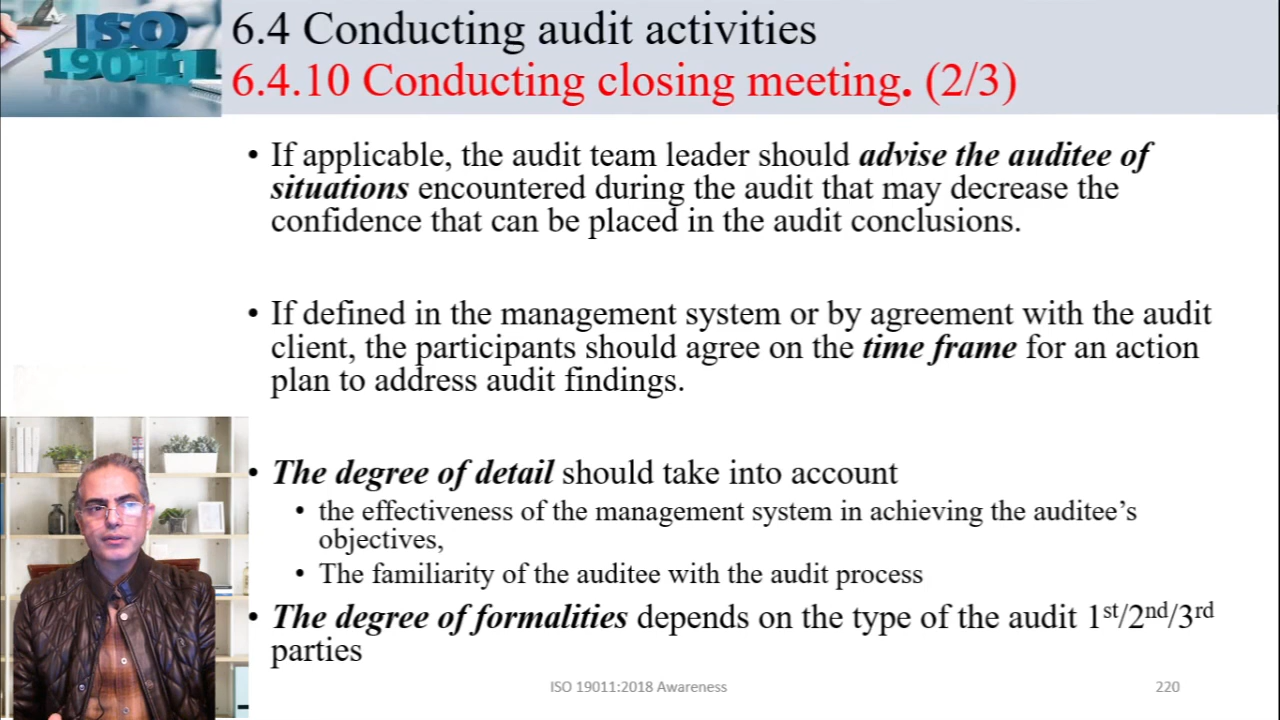 ISO
19011
6.4 Conducting audit activities
6.4.10 Conducting closing meeting. (2/3)
• If applicable, the audit team leader should advise the auditee of
situations encountered during the audit that may decrease the
confidence that can be placed in the audit conclusions.
• If defined in the management system or by agreement with the audit
client, the participants should agree on the time frame for an action
plan to address audit findings.
• The degree of detail should take into account
• the effectiveness of the management system in achieving the auditee’s
objectives,
• The familiarity of the auditee with the audit process
• The degree of formalities depends on the type of the audit 1st/2nd/3rd
parties
ISO 19011:2018 Awareness
220